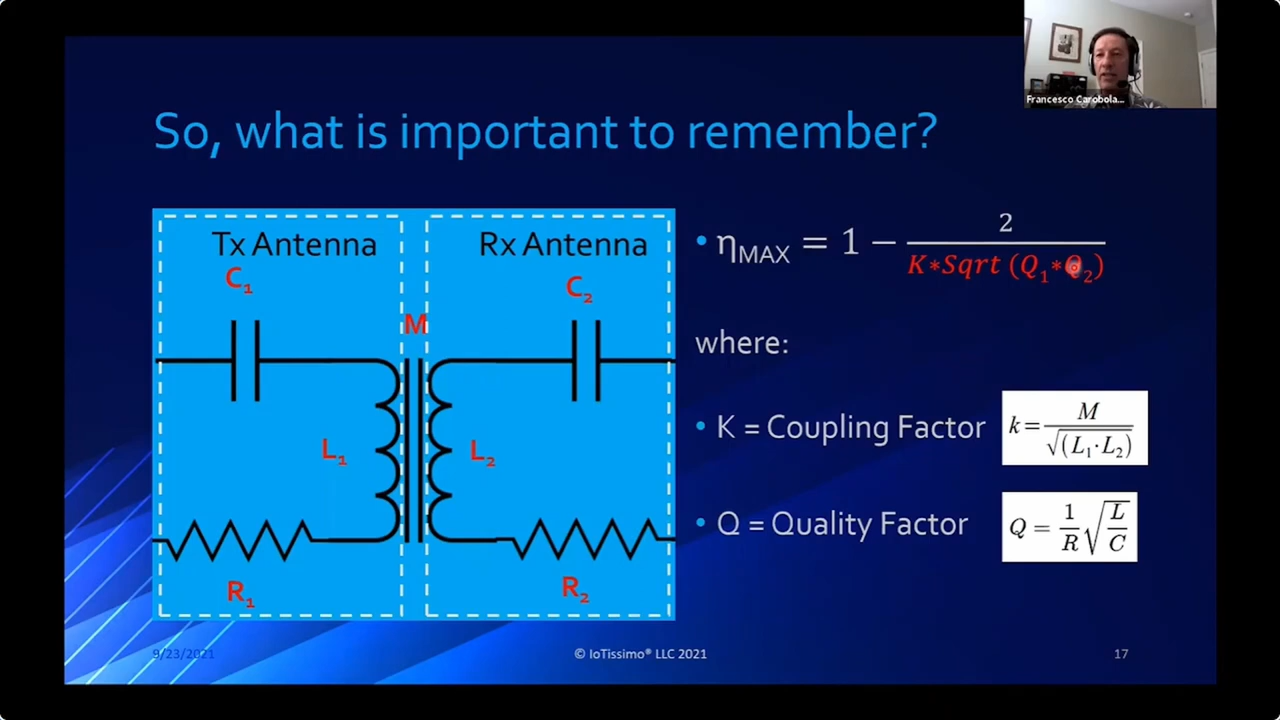 Francesco Carobola...
So, what is important to remember?
Tx Antenna
Rx Antenna
C₁
C₂
M
L₁
L₂
R₁
R₂
• η_MAX = 1 − 2 / K*Sqrt (Q₁*Q₂)
where:
• K = Coupling Factor
k = M / √(L₁·L₂)
• Q = Quality Factor
Q = 1/R √(L/C)
9/23/2021
© IoTissimo® LLC 2021
17